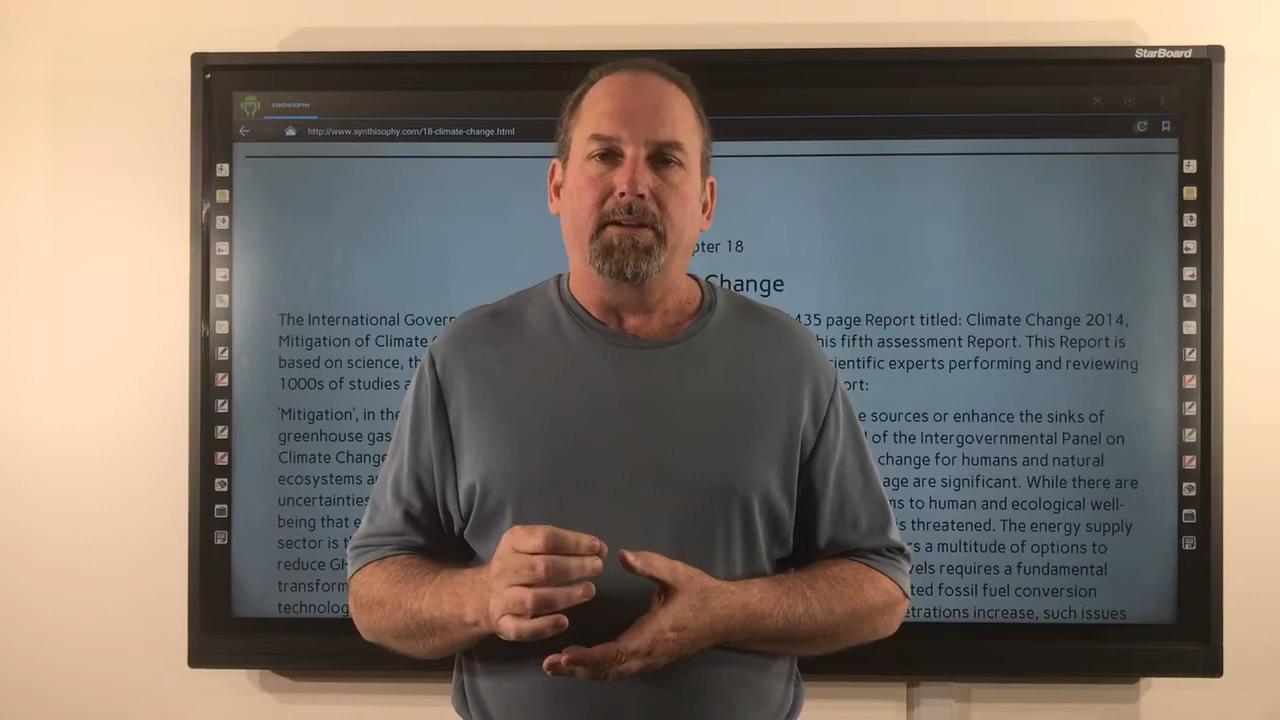 StarBoard
SYNTHISOPHY
http://www.synthisophy.com/18-climate-change.html
pter 18
Change
The International Gover 435 page Report titled: Climate Change 2014,
Mitigation of Climate his fifth assessment Report. This Report is
based on science, th cientific experts performing and reviewing
1000s of studies a ort:
'Mitigation', in the e sources or enhance the sinks of
greenhouse gas l of the Intergovernmental Panel on
Climate Change change for humans and natural
ecosystems a age are significant. While there are
uncertainties ns to human and ecological well-
being that e is threatened. The energy supply
sector is t rs a multitude of options to
reduce GH vels requires a fundamental
transform ted fossil fuel conversion
technolog etrations increase, such issues